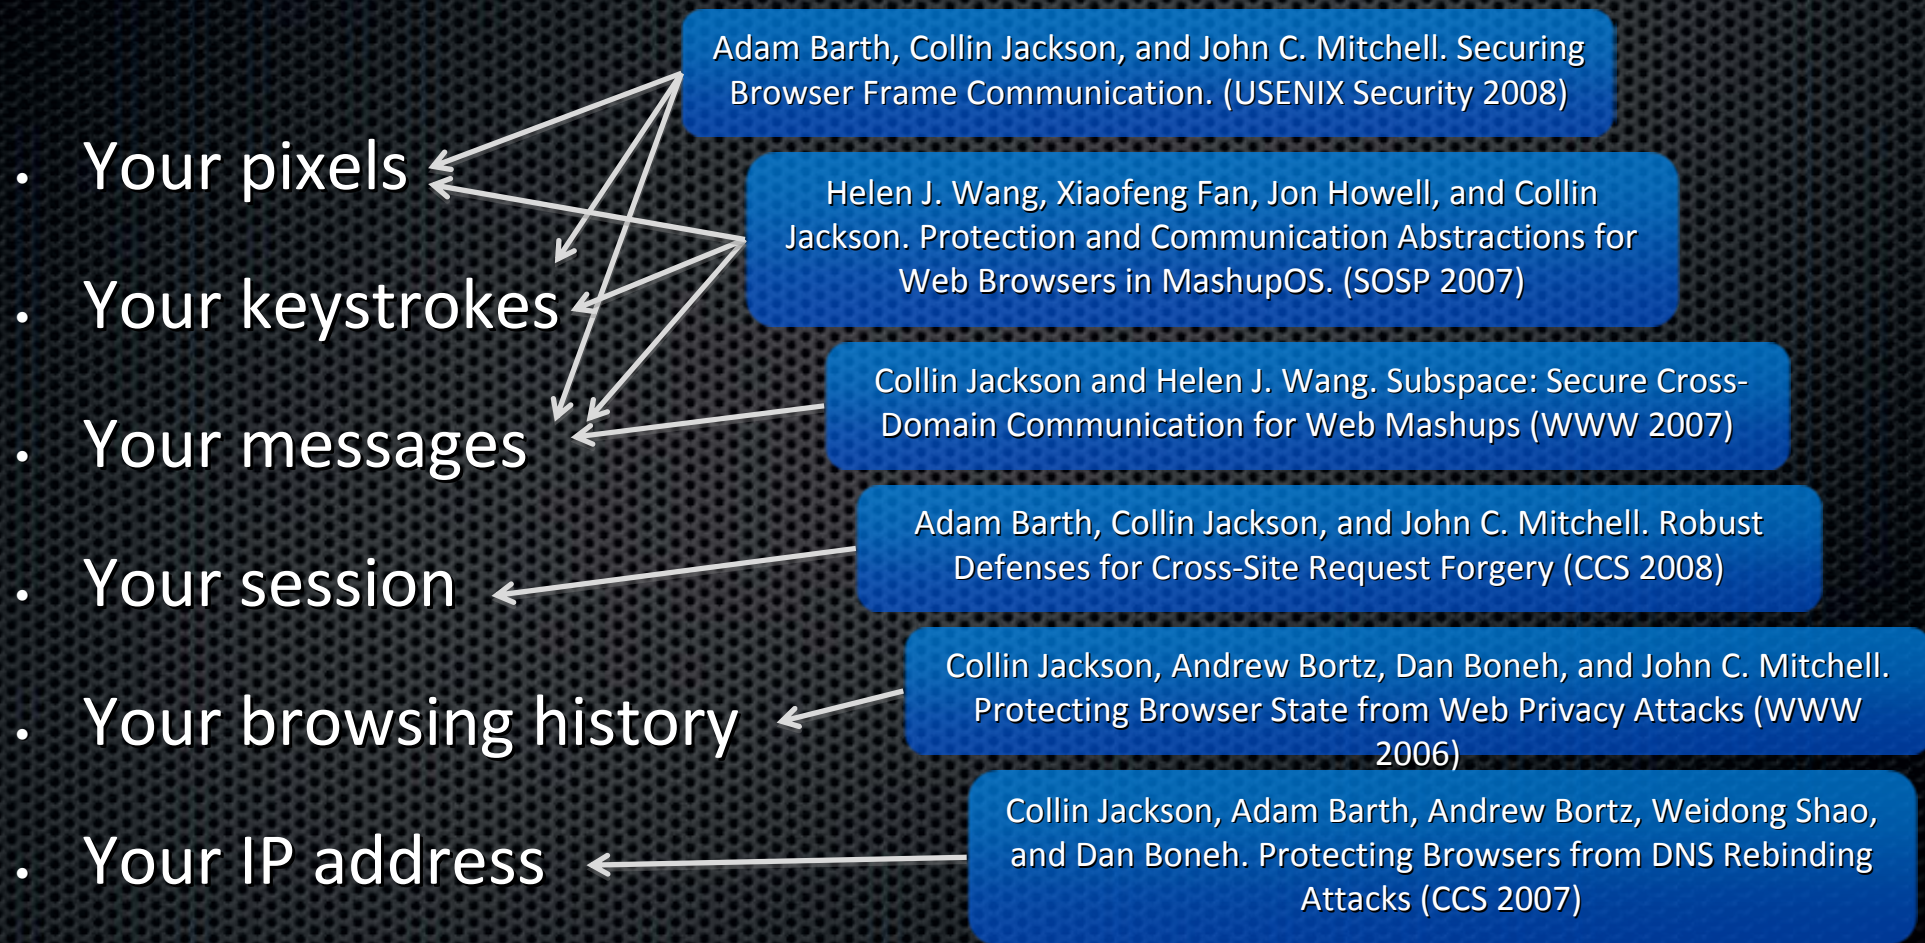 • Your pixels
• Your keystrokes
• Your messages
• Your session
• Your browsing history
• Your IP address
Adam Barth, Collin Jackson, and John C. Mitchell. Securing
Browser Frame Communication. (USENIX Security 2008)
Helen J. Wang, Xiaofeng Fan, Jon Howell, and Collin
Jackson. Protection and Communication Abstractions for
Web Browsers in MashupOS. (SOSP 2007)
Collin Jackson and Helen J. Wang. Subspace: Secure Cross-
Domain Communication for Web Mashups (WWW 2007)
Adam Barth, Collin Jackson, and John C. Mitchell. Robust
Defenses for Cross-Site Request Forgery (CCS 2008)
Collin Jackson, Andrew Bortz, Dan Boneh, and John C. Mitchell.
Protecting Browser State from Web Privacy Attacks (WWW
2006)
Collin Jackson, Adam Barth, Andrew Bortz, Weidong Shao,
and Dan Boneh. Protecting Browsers from DNS Rebinding
Attacks (CCS 2007)